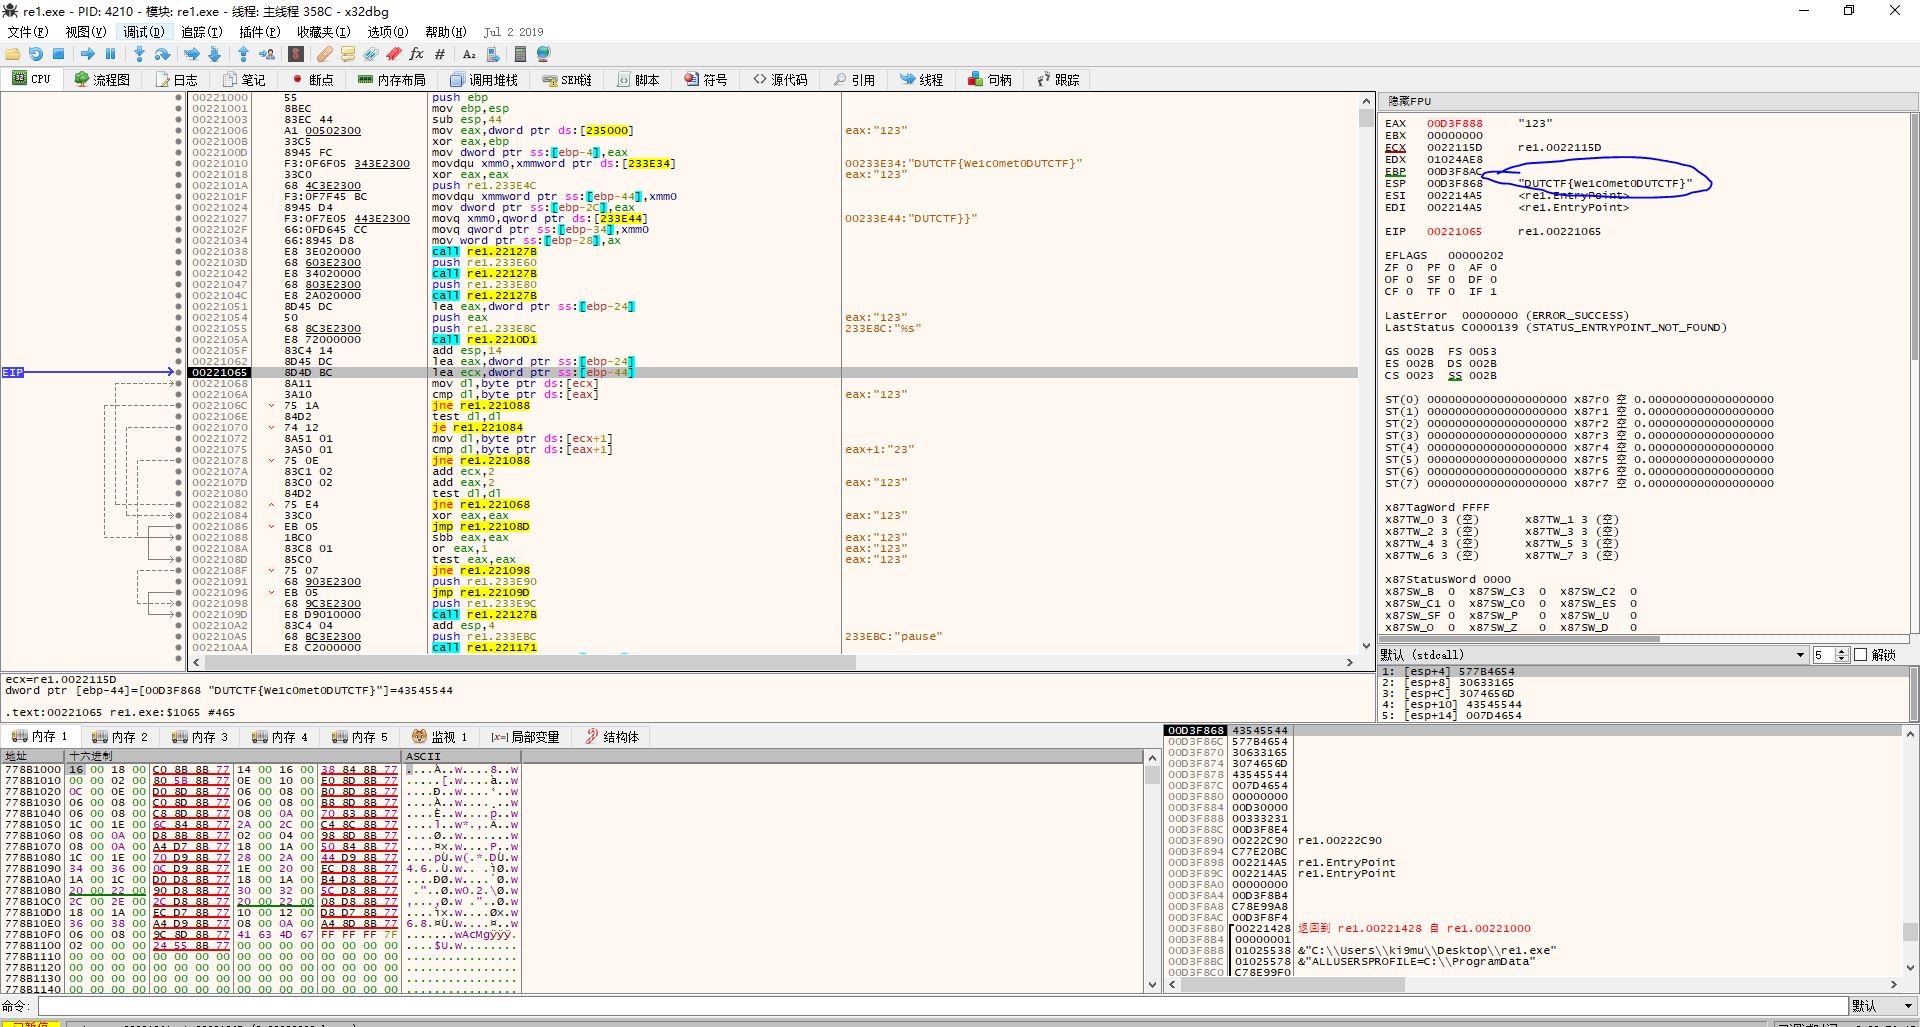 re1.exe - PID: 4210 - 模块: re1.exe - 线程: 主线程 358C - x32dbg
文件(F) 视图(V) 调试(D) 追踪(T) 插件(P) 收藏夹(I) 选项(O) 帮助(H) Jul 2 2019
CPU 流程图 日志 笔记 断点 内存布局 调用堆栈 SEH链 脚本 符号 源代码 引用 线程 句柄 跟踪
00221000 55 push ebp
00221001 8BEC mov ebp,esp
00221003 83EC 44 sub esp,44
00221006 A1 00502300 mov eax,dword ptr ds:[235000] eax:"123"
0022100B 33C5 xor eax,ebp
0022100D 8945 FC mov dword ptr ss:[ebp-4],eax
00221010 F3:0F6F05 343E2300 movdqu xmm0,xmmword ptr ds:[233E34] 00233E34:"DUTCTF{We1c0met0DUTCTF}"
00221018 33C0 xor eax,eax eax:"123"
0022101A 68 4C3E2300 push re1.233E4C
0022101F F3:0F7F45 BC movdqu xmmword ptr ss:[ebp-44],xmm0
00221024 8945 D4 mov dword ptr ss:[ebp-2C],eax
00221027 F3:0F7E05 443E2300 movq xmm0,qword ptr ds:[233E44] 00233E44:"DUTCTF}}"
0022102F 66:0FD645 CC movq qword ptr ss:[ebp-34],xmm0
00221034 66:8945 D8 mov word ptr ss:[ebp-28],ax
00221038 E8 3E020000 call re1.22127B
0022103D 68 603E2300 push re1.233E60
00221042 E8 34020000 call re1.22127B
00221047 68 803E2300 push re1.233E80
0022104C E8 2A020000 call re1.22127B
00221051 8D45 DC lea eax,dword ptr ss:[ebp-24]
00221054 50 push eax eax:"123"
00221055 68 8C3E2300 push re1.233E8C 233E8C:"%s"
0022105A E8 72000000 call re1.2210D1
0022105F 83C4 14 add esp,14
00221062 8D45 DC lea eax,dword ptr ss:[ebp-24]
EIP 00221065 8D4D BC lea ecx,dword ptr ss:[ebp-44]
00221068 8A11 mov dl,byte ptr ds:[ecx]
0022106A 3A10 cmp dl,byte ptr ds:[eax] eax:"123"
0022106C 75 1A jne re1.221088
0022106E 84D2 test dl,dl
00221070 74 12 je re1.221084
00221072 8A51 01 mov dl,byte ptr ds:[ecx+1]
00221075 3A50 01 cmp dl,byte ptr ds:[eax+1] eax+1:"23"
00221078 75 0E jne re1.221088
0022107A 83C1 02 add ecx,2
0022107D 83C0 02 add eax,2 eax:"123"
00221080 84D2 test dl,dl
00221082 75 E4 jne re1.221068
00221084 33C0 xor eax,eax eax:"123"
00221086 EB 05 jmp re1.22108D
00221088 1BC0 sbb eax,eax eax:"123"
0022108A 83C8 01 or eax,1 eax:"123"
0022108D 85C0 test eax,eax eax:"123"
0022108F 75 07 jne re1.221098
00221091 68 903E2300 push re1.233E90
00221096 EB 05 jmp re1.22109D
00221098 68 9C3E2300 push re1.233E9C
0022109D E8 D9010000 call re1.22127B
002210A2 83C4 04 add esp,4
002210A5 68 BC3E2300 push re1.233EBC 233EBC:"pause"
002210AA E8 C2000000 call re1.221171
隐藏FPU
EAX 00D3F888 "123"
EBX 00000000
ECX 0022115D re1.0022115D
EDX 01024AE8
EBP 00D3F8AC
ESP 00D3F868 "DUTCTF{We1c0met0DUTCTF}"
ESI 002214A5 <re1.EntryPoint>
EDI 002214A5 <re1.EntryPoint>
EIP 00221065 re1.00221065
EFLAGS 00000202
ZF 0 PF 0 AF 0
OF 0 SF 0 DF 0
CF 0 TF 0 IF 1
LastError 00000000 (ERROR_SUCCESS)
LastStatus C0000139 (STATUS_ENTRYPOINT_NOT_FOUND)
GS 002B FS 0053
ES 002B DS 002B
CS 0023 SS 002B
ST(0) 00000000000000000000 x87r0 空 0.000000000000000000
ST(1) 00000000000000000000 x87r1 空 0.000000000000000000
ST(2) 00000000000000000000 x87r2 空 0.000000000000000000
ST(3) 00000000000000000000 x87r3 空 0.000000000000000000
ST(4) 00000000000000000000 x87r4 空 0.000000000000000000
ST(5) 00000000000000000000 x87r5 空 0.000000000000000000
ST(6) 00000000000000000000 x87r6 空 0.000000000000000000
ST(7) 00000000000000000000 x87r7 空 0.000000000000000000
x87TagWord FFFF
x87TW_0 3 (空) x87TW_1 3 (空)
x87TW_2 3 (空) x87TW_3 3 (空)
x87TW_4 3 (空) x87TW_5 3 (空)
x87TW_6 3 (空) x87TW_7 3 (空)
x87StatusWord 0000
x87SW_B 0 x87SW_C3 0 x87SW_C2 0
x87SW_C1 0 x87SW_C0 0 x87SW_ES 0
x87SW_SF 0 x87SW_P 0 x87SW_U 0
x87SW_O 0 x87SW_Z 0 x87SW_D 0
默认 (stdcall) 5 解锁
1: [esp+4] 577B4654
2: [esp+8] 30633165
3: [esp+C] 3074656D
4: [esp+10] 43545544
5: [esp+14] 007D4654
ecx=re1.0022115D
dword ptr [ebp-44]=[00D3F868 "DUTCTF{We1c0met0DUTCTF}"]=43545544
.text:00221065 re1.exe:$1065 #465
内存 1 内存 2 内存 3 内存 4 内存 5 监视 1 局部变量 结构体
地址 十六进制 ASCII
778B1000 16 00 18 00 C0 8B 8B 77 14 00 16 00 38 84 8B 77
778B1010 00 00 02 00 80 5B 8B 77 0E 00 10 00 E0 8D 8B 77
778B1020 0C 00 0E 00 D0 8D 8B 77 06 00 08 00 B0 8D 8B 77
778B1030 06 00 08 00 C0 8D 8B 77 06 00 08 00 B8 8D 8B 77
778B1040 06 00 08 00 C8 8D 8B 77 08 00 0A 00 70 83 8B 77
778B1050 1C 00 1E 00 6C 84 8B 77 2A 00 2C 00 C4 8C 8B 77
778B1060 08 00 0A 00 D8 8B 8B 77 02 00 04 00 98 8D 8B 77
778B1070 08 00 0A 00 A4 D7 8B 77 18 00 1A 00 50 84 8B 77
778B1080 1C 00 1E 00 70 D9 8B 77 28 00 2A 00 44 D9 8B 77
778B1090 34 00 36 00 0C D9 8B 77 1E 00 20 00 EC D8 8B 77
778B10A0 1A 00 1C 00 D0 D8 8B 77 18 00 1A 00 B4 D8 8B 77
778B10B0 20 00 22 00 90 D8 8B 77 30 00 32 00 5C D8 8B 77
778B10C0 2C 00 2E 00 2C D8 8B 77 20 00 22 00 08 D8 8B 77
778B10D0 18 00 1A 00 EC D7 8B 77 10 00 12 00 D8 D7 8B 77
778B10E0 36 00 38 00 A4 D9 8B 77 08 00 0A 00 A4 8D 8B 77
778B10F0 06 00 08 00 9C 8D 8B 77 41 63 4D 67 FF FF FF 7F
778B1100 02 00 00 00 24 55 8B 77 00 00 00 00 00 00 00 00
778B1110 00 00 00 00 00 00 00 00 00 00 00 00 00 00 00 00
778B1120 00 00 00 00 00 00 00 00 00 00 00 00 00 00 00 00
778B1130 00 00 00 00 00 00 00 00 00 00 00 00 00 00 00 00
778B1140 00 00 00 00 00 00 00 00 00 00 00 00 00 00 00 00
00D3F868 43545544
00D3F86C 577B4654
00D3F870 30633165
00D3F874 3074656D
00D3F878 43545544
00D3F87C 007D4654
00D3F880 00000000
00D3F884 00D30000
00D3F888 00333231
00D3F88C 00D3F8E4
00D3F890 00222C90 re1.00222C90
00D3F894 C77E20BC
00D3F898 002214A5 re1.EntryPoint
00D3F89C 002214A5 re1.EntryPoint
00D3F8A0 00000000
00D3F8A4 00D3F8B4
00D3F8A8 C78E99A8
00D3F8AC 00D3F8F4
00D3F8B0 00221428 返回到 re1.00221428 自 re1.00221000
00D3F8B4 00000001
00D3F8B8 01025538 &"C:\\Users\\ki9mu\\Desktop\\re1.exe"
00D3F8BC 01025578 &"ALLUSERSPROFILE=C:\\ProgramData"
00D3F8C0 C78E99F0
命令: 默认